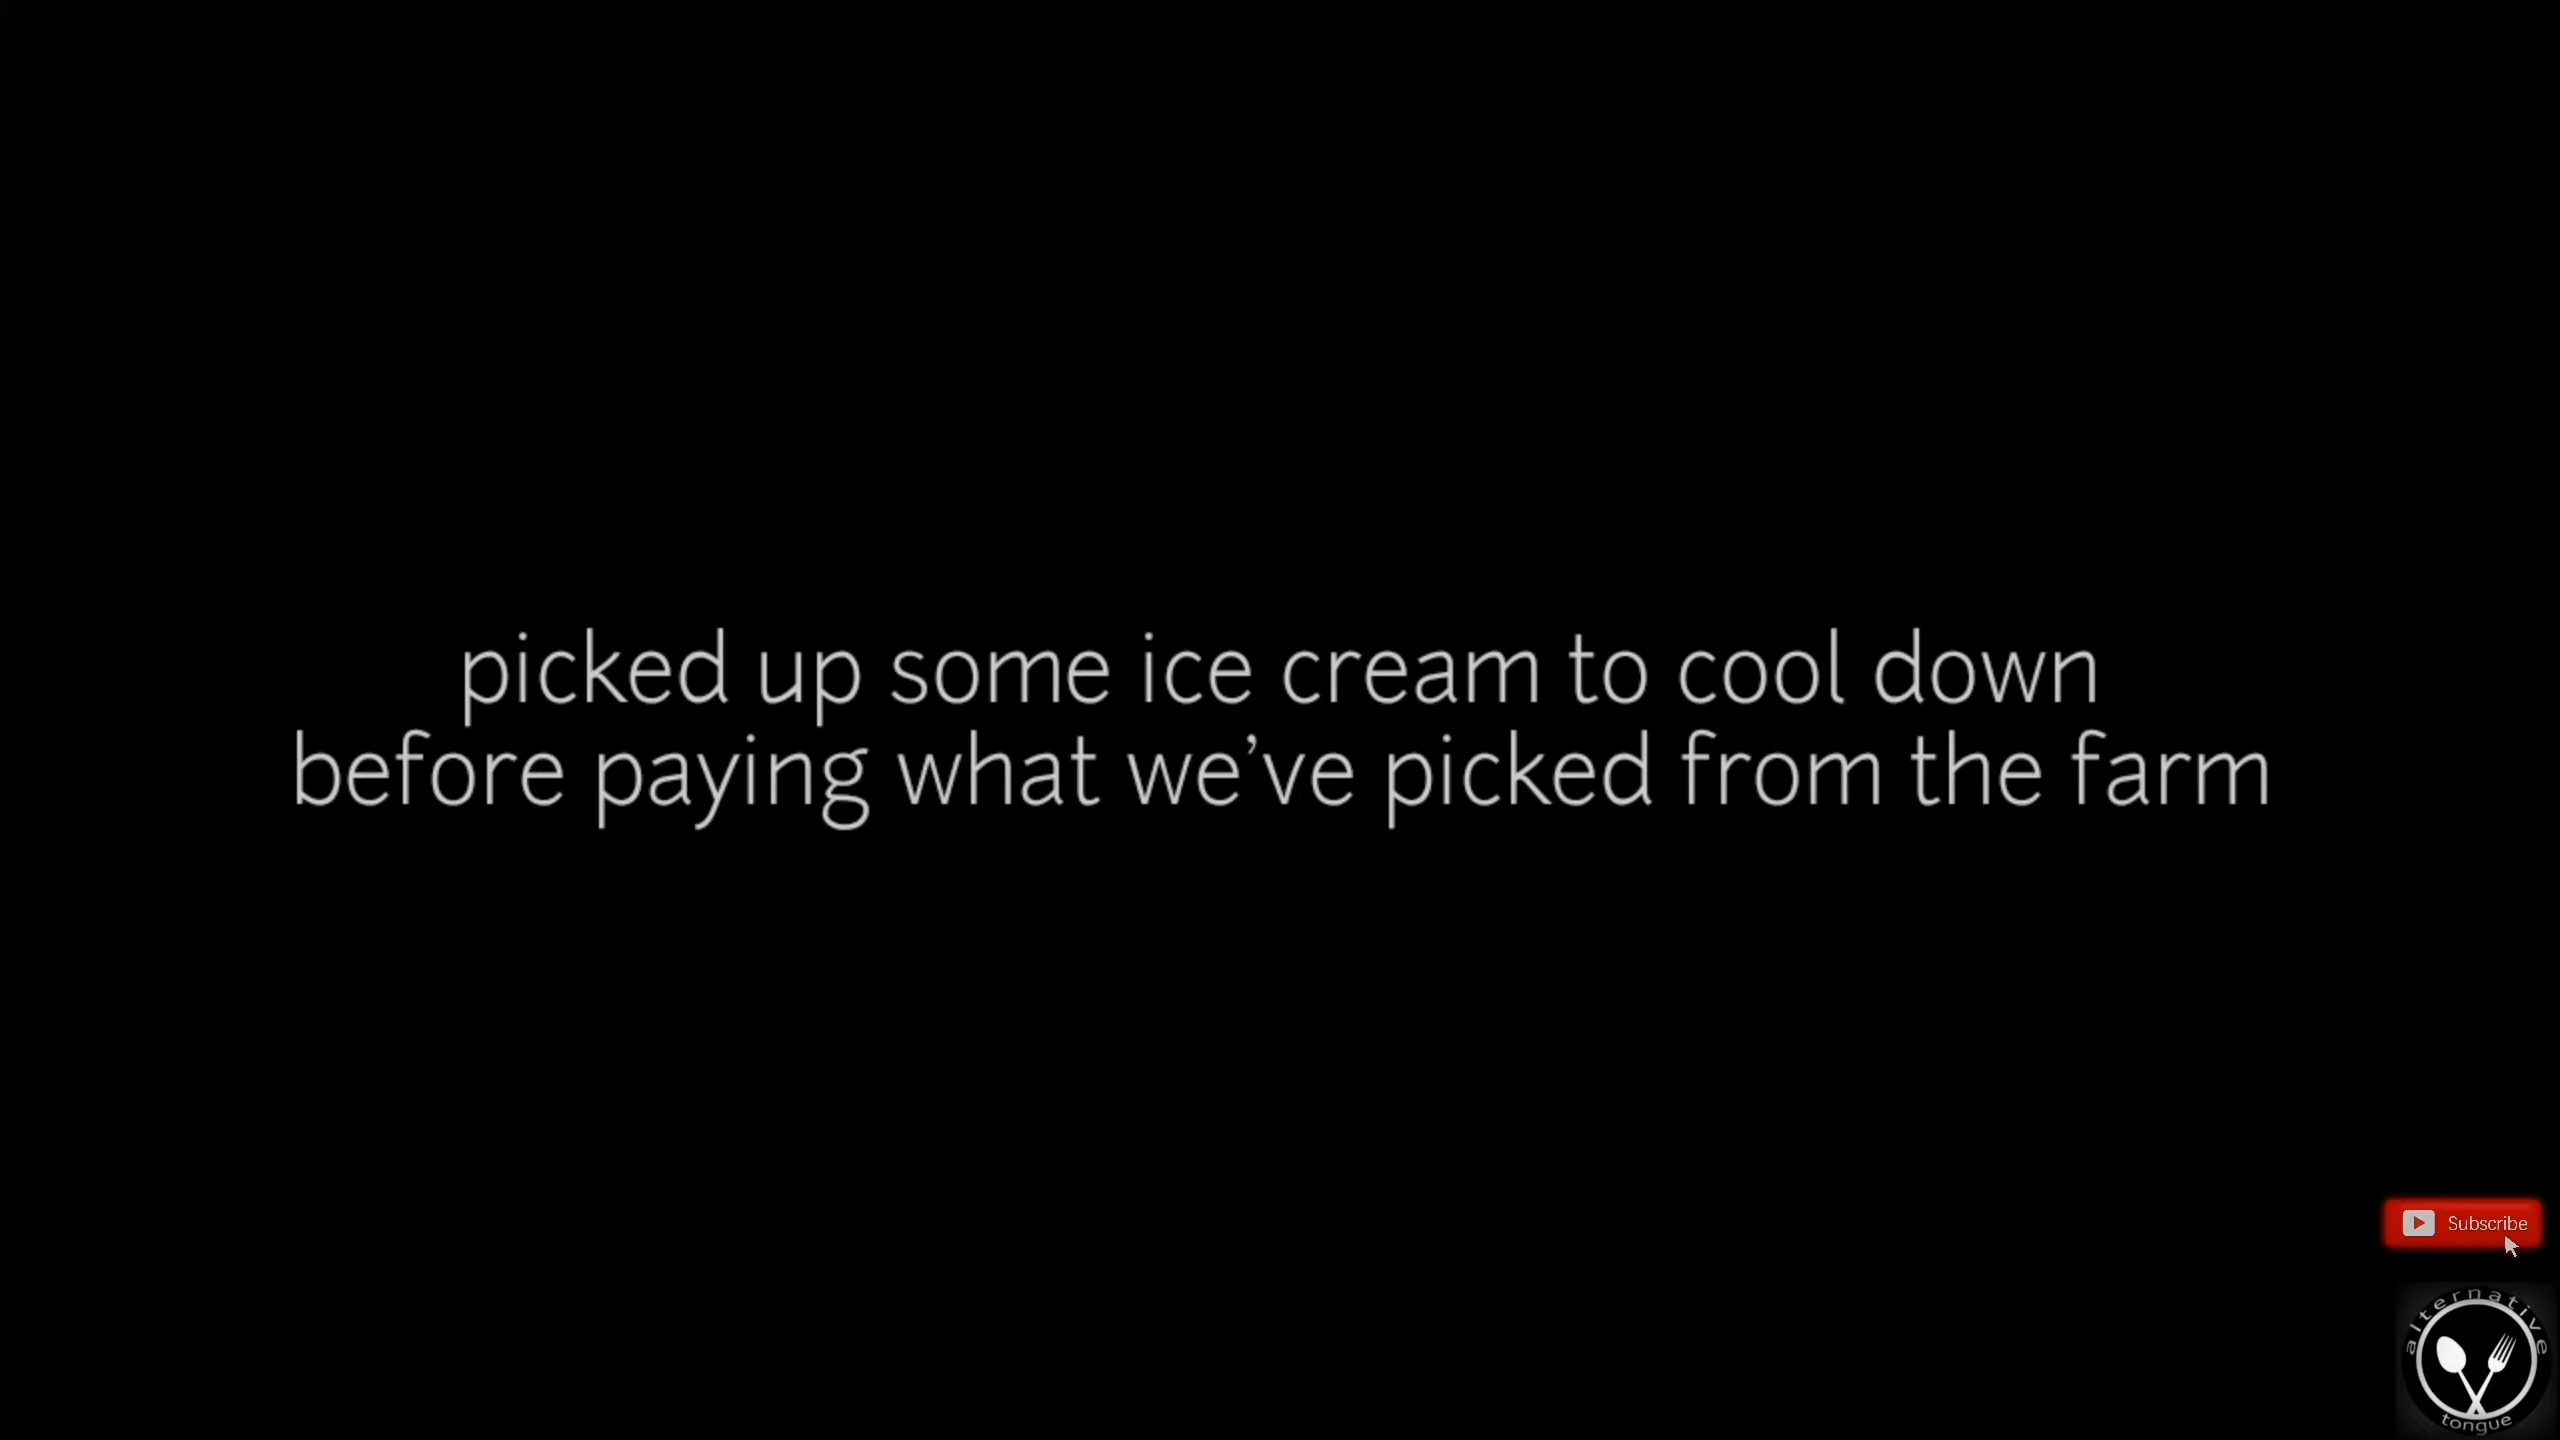 picked up some ice cream to cool down
before paying what we’ve picked from the farm
Subscribe
alternative
tongue